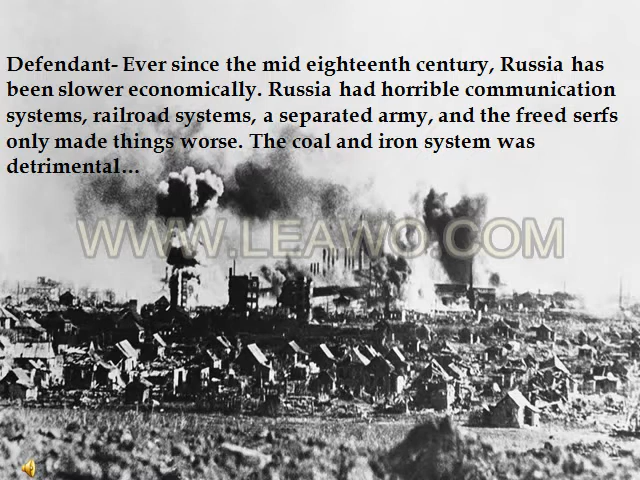 Defendant- Ever since the mid eighteenth century, Russia has
been slower economically. Russia had horrible communication
systems, railroad systems, a separated army, and the freed serfs
only made things worse. The coal and iron system was
detrimental…
WWW.LEAWO.COM